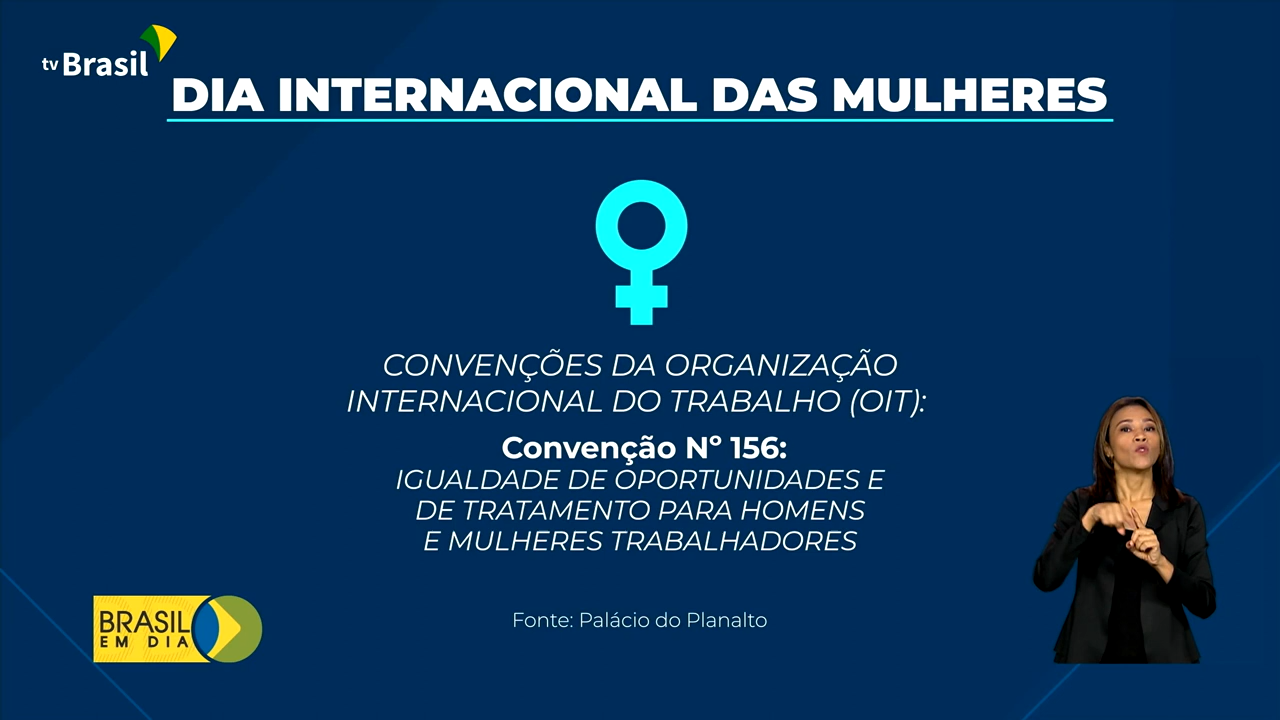 tv Brasil
DIA INTERNACIONAL DAS MULHERES
CONVENÇÕES DA ORGANIZAÇÃO
INTERNACIONAL DO TRABALHO (OIT):
Convenção Nº 156:
IGUALDADE DE OPORTUNIDADES E
DE TRATAMENTO PARA HOMENS
E MULHERES TRABALHADORES
Fonte: Palácio do Planalto
BRASIL
EM DIA